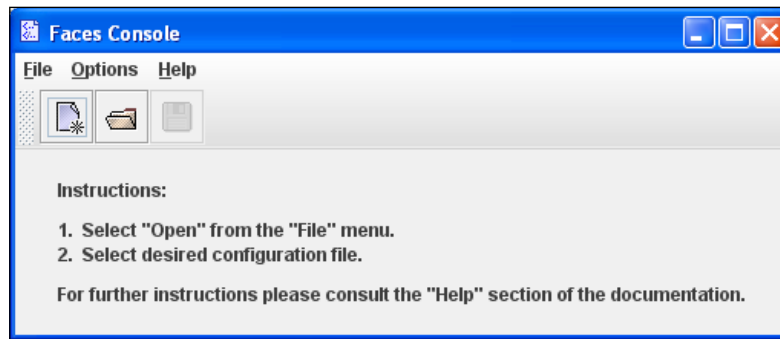 Faces Console
File Options Help
Instructions:
1. Select "Open" from the "File" menu.
2. Select desired configuration file.
For further instructions please consult the "Help" section of the documentation.